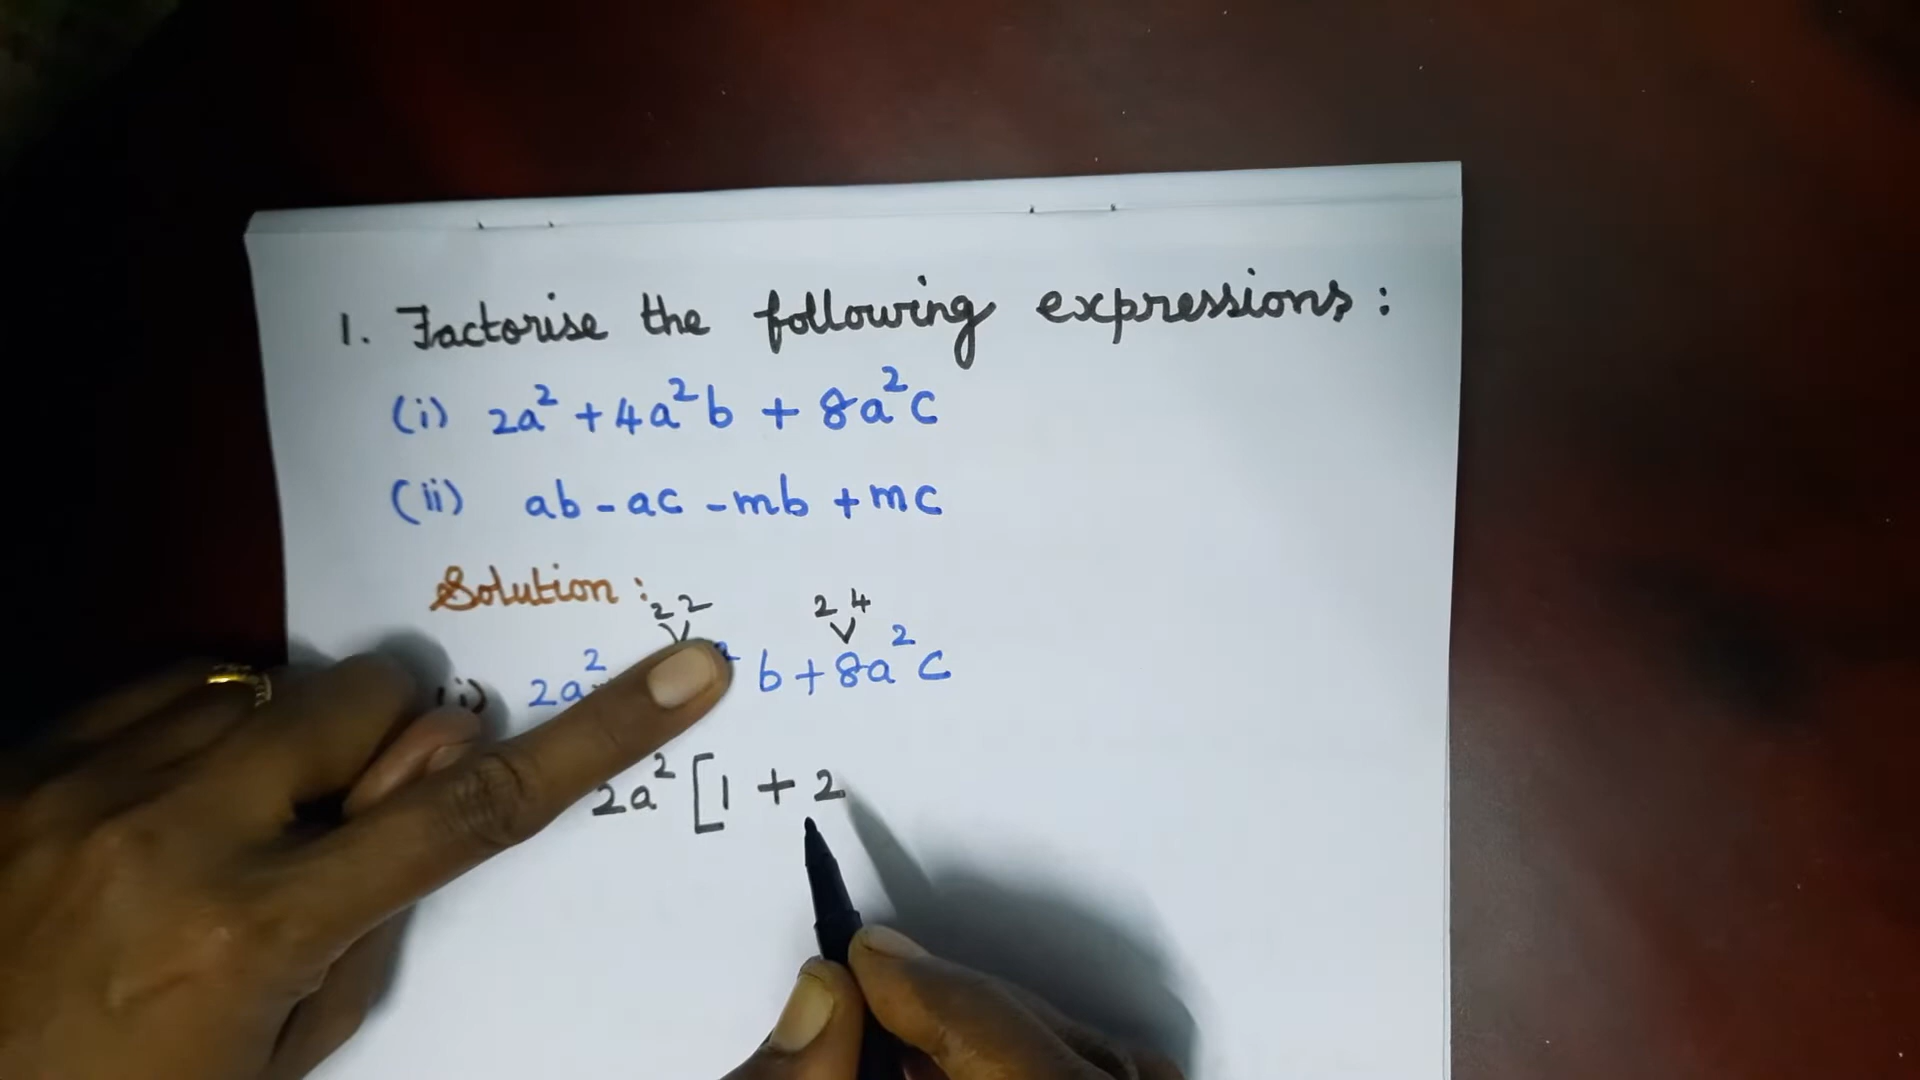 1. Factorise the following expressions:
(i) 2a² + 4a²b + 8a²c
(ii) ab - ac - mb + mc
Solution:
2 2 2 4
(i) 2a² b + 8a²c
2a² [1 + 2